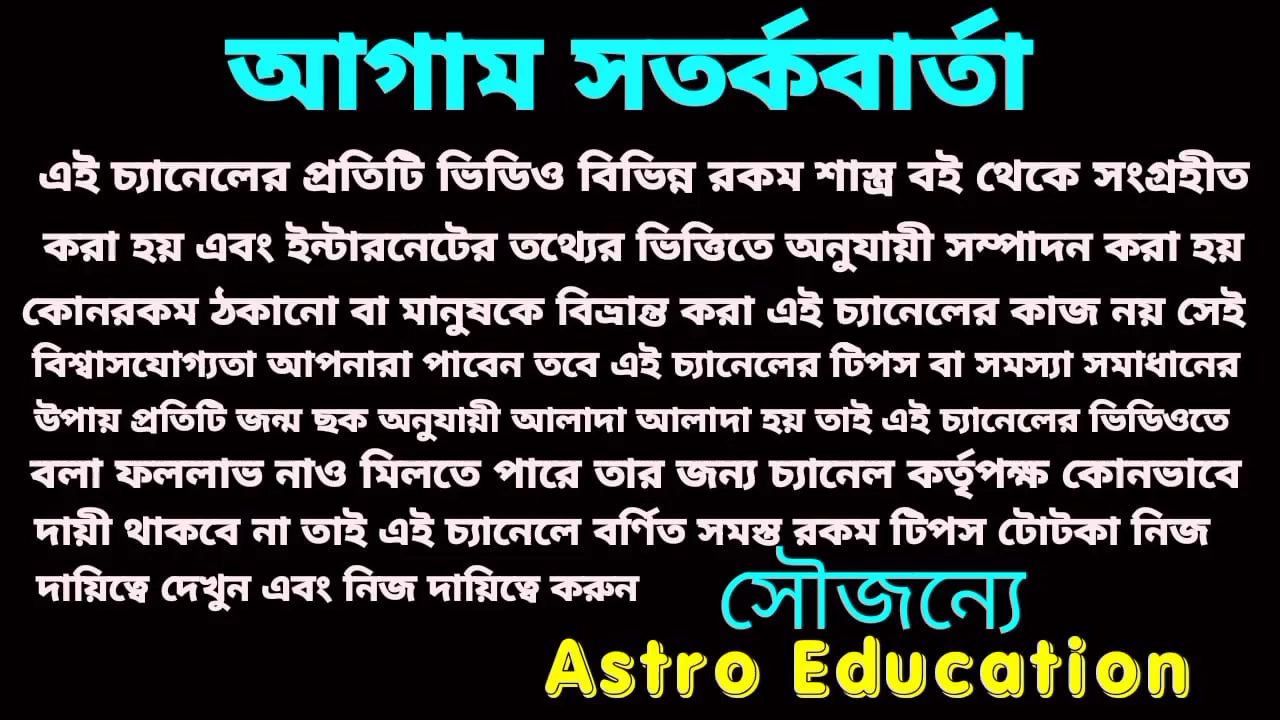 আগাম সতর্কবার্তা
এই চ্যানেলের প্রতিটি ভিডিও বিভিন্ন রকম শাস্ত্র বই থেকে সংগ্রহীত
করা হয় এবং ইন্টারনেটের তথ্যের ভিত্তিতে অনুযায়ী সম্পাদন করা হয়
কোনরকম ঠকানো বা মানুষকে বিভ্রান্ত করা এই চ্যানেলের কাজ নয় সেই
বিশ্বাসযোগ্যতা আপনারা পাবেন তবে এই চ্যানেলের টিপস বা সমস্যা সমাধানের
উপায় প্রতিটি জন্ম ছক অনুযায়ী আলাদা আলাদা হয় তাই এই চ্যানেলের ভিডিওতে
বলা ফললাভ নাও মিলতে পারে তার জন্য চ্যানেল কর্তৃপক্ষ কোনভাবে
দায়ী থাকবে না তাই এই চ্যানেলে বর্ণিত সমস্ত রকম টিপস টোটকা নিজ
দায়িত্বে দেখুন এবং নিজ দায়িত্বে করুন
সৌজন্যে
Astro Education